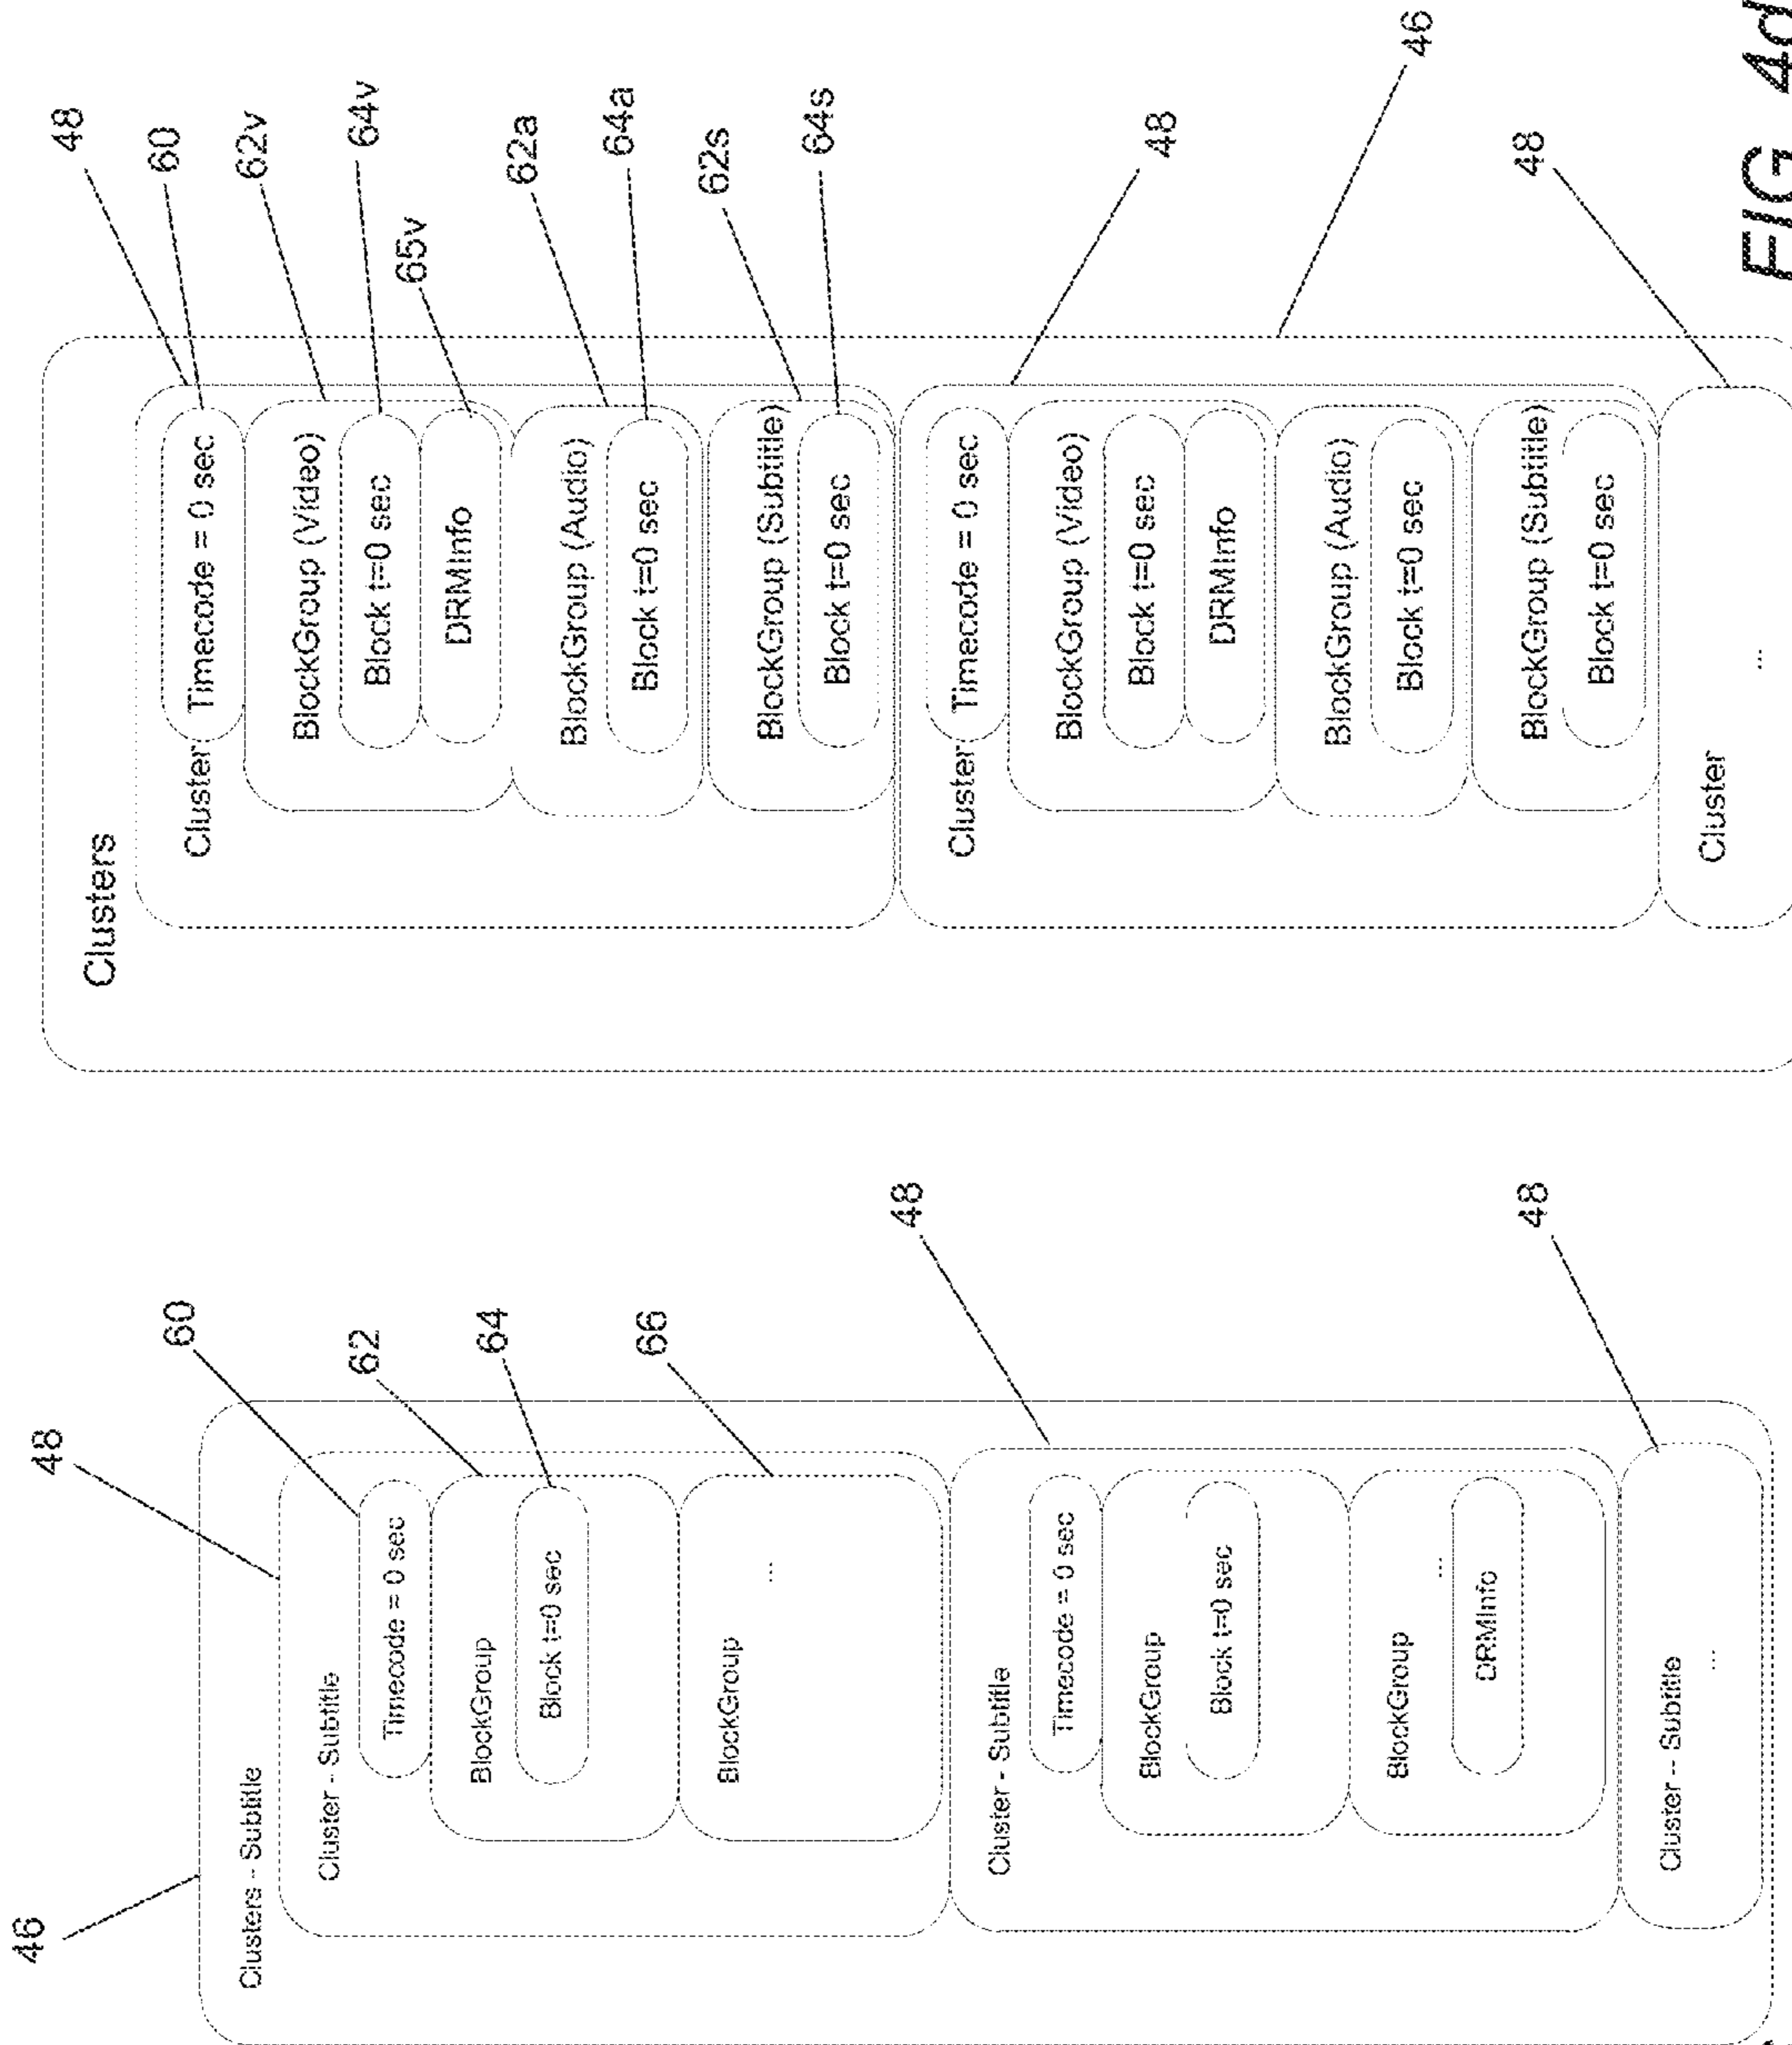 46
48
60
62
64
66
48
48
Clusters -- Subtitle
Cluster - Subtitle
Timecode = 0 sec
BlockGroup
Block t=0 sec
BlockGroup
...
Cluster - Subtitle
Timecode = 0 sec
BlockGroup
Block t=0 sec
BlockGroup
...
DRMInfo
Cluster -- Subtitle
...
48
60
62v
64v
65v
62a
64a
62s
64s
48
46
48
Clusters
Cluster
Timecode = 0 sec
BlockGroup (Video)
Block t=0 sec
DRMInfo
BlockGroup (Audio)
Block t=0 sec
BlockGroup (Subtitle)
Block t=0 sec
Cluster
Timecode = 0 sec
BlockGroup (Video)
Block t=0 sec
DRMInfo
BlockGroup (Audio)
Block t=0 sec
BlockGroup (Subtitle)
Block t=0 sec
Cluster
...
FIG. 4d